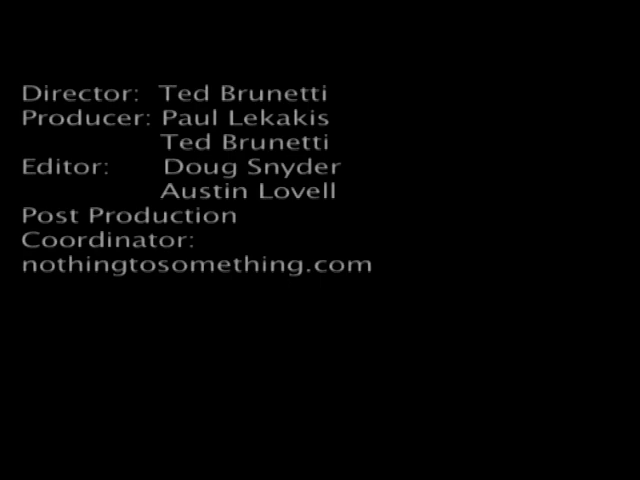 Director: Ted Brunetti
Producer: Paul Lekakis
Ted Brunetti
Editor: Doug Snyder
Austin Lovell
Post Production
Coordinator:
nothingtosomething.com